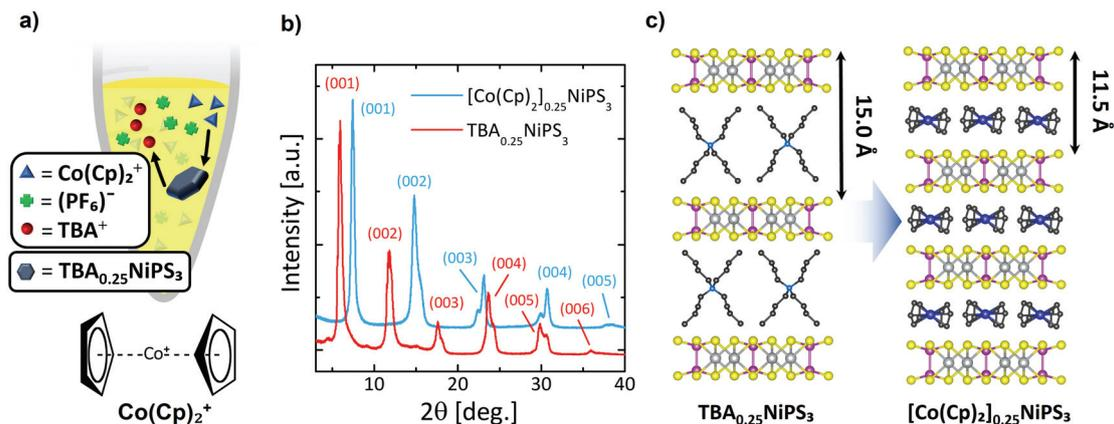 a)
= Co(Cp)₂⁺
= (PF₆)⁻
= TBA⁺
= TBA₀.₂₅NiPS₃
Co±
Co(Cp)₂⁺
b)
Intensity [a.u.]
(001)
(001)
[Co(Cp)₂]₀.₂₅NiPS₃
TBA₀.₂₅NiPS₃
(002)
(002)
(003)
(004)
(004)
(005)
(003)
(005)
(006)
10
20
30
40
2θ [deg.]
c)
15.0 Å
11.5 Å
TBA₀.₂₅NiPS₃
[Co(Cp)₂]₀.₂₅NiPS₃